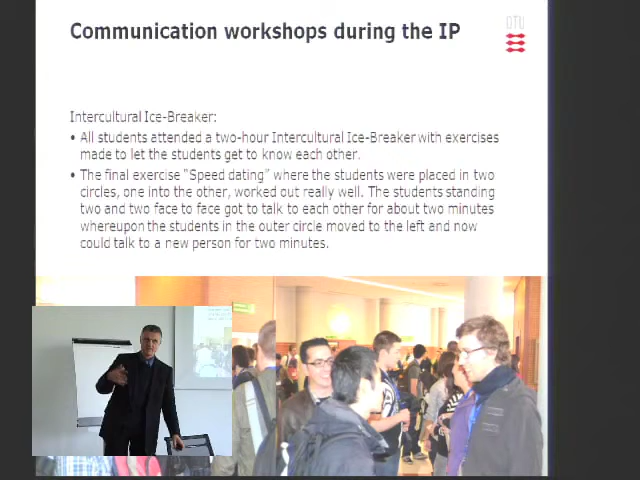 Communication workshops during the IP
DTU
Intercultural Ice-Breaker:
• All students attended a two-hour Intercultural Ice-Breaker with exercises
made to let the students get to know each other.
• The final exercise "Speed dating" where the students were placed in two
circles, one into the other, worked out really well. The students standing
two and two face to face got to talk to each other for about two minutes
whereupon the students in the outer circle moved to the left and now
could talk to a new person for two minutes.